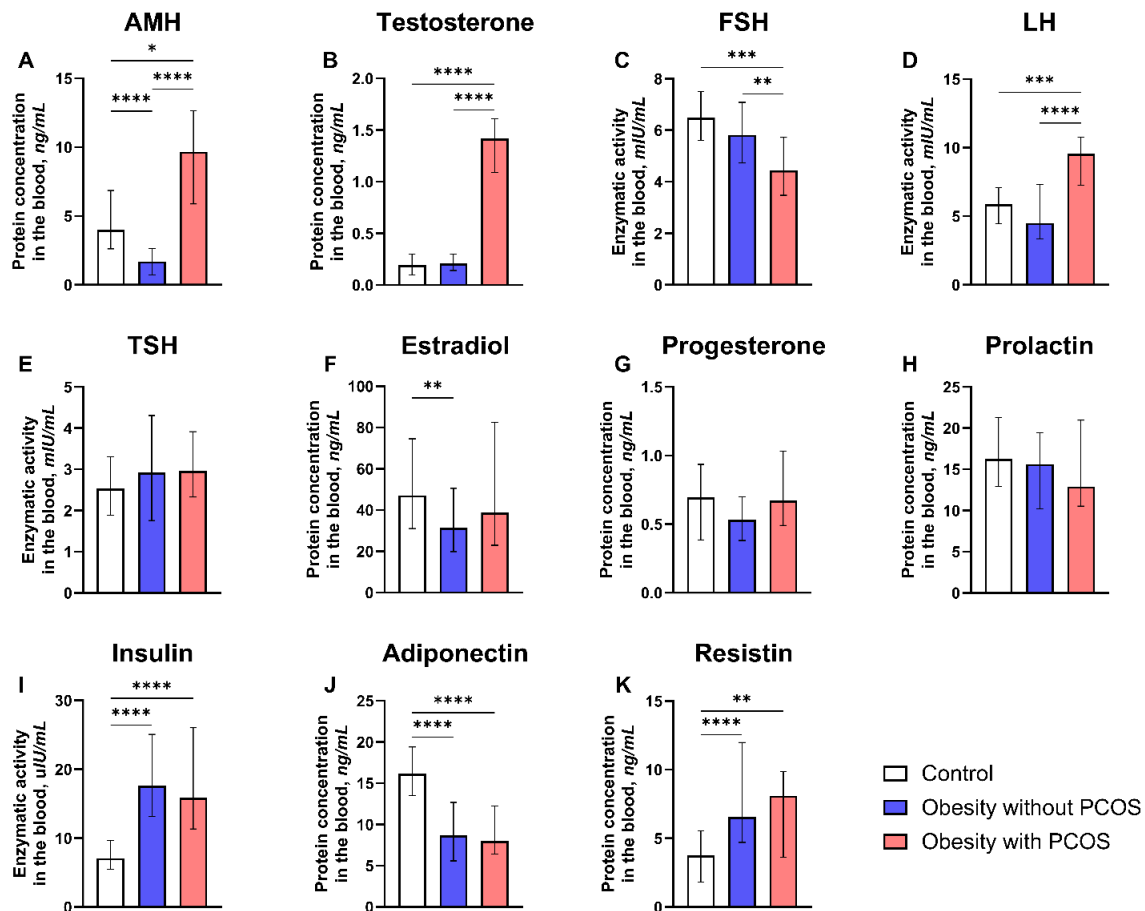 AMH
Testosterone
FSH
LH
A
Protein concentration
in the blood, ng/mL
15
10
5
0
*
****
****
B
Protein concentration
in the blood, ng/mL
2.0
1.5
1.0
0.5
0.0
****
****
C
Enzymatic activity
in the blood, mIU/mL
8
6
4
2
0
***
**
D
Enzymatic activity
in the blood, mIU/mL
15
10
5
0
***
****
TSH
Estradiol
Progesterone
Prolactin
E
Enzymatic activity
in the blood, mIU/mL
5
4
3
2
1
0
F
Protein concentration
in the blood, ng/mL
100
80
60
40
20
0
**
G
Protein concentration
in the blood, ng/mL
1.5
1.0
0.5
0.0
H
Protein concentration
in the blood, ng/mL
25
20
15
10
5
0
Insulin
Adiponectin
Resistin
I
Enzymatic activity
in the blood, uIU/mL
30
20
10
0
****
****
J
Protein concentration
in the blood, ng/mL
25
20
15
10
5
0
****
****
K
Protein concentration
in the blood, ng/mL
15
10
5
0
**
****
Control
Obesity without PCOS
Obesity with PCOS